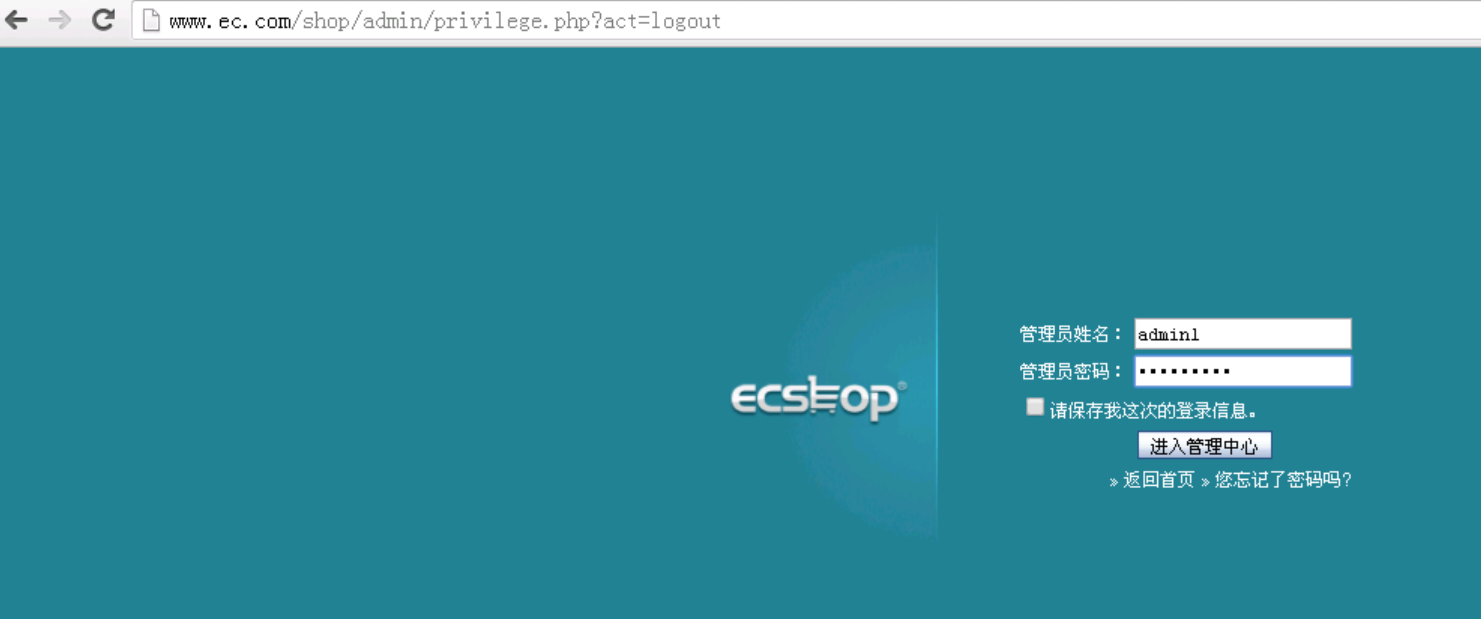 www.ec.com/shop/admin/privilege.php?act=logout
管理员姓名： admin1
ecshop®
管理员密码： •••••••••
请保存我这次的登录信息。
进入管理中心
» 返回首页 » 您忘记了密码吗?